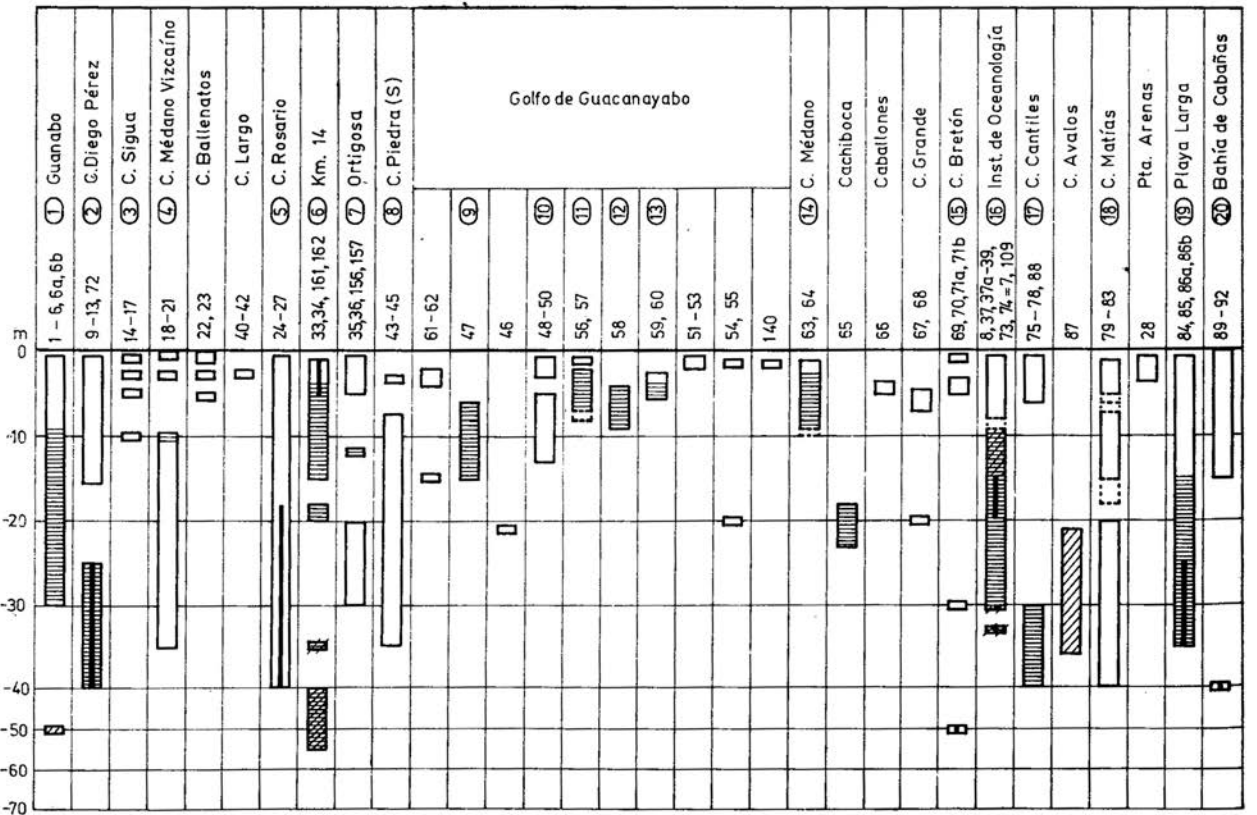 ① Guanabo
② G. Diego Pérez
③ C. Sigua
④ C. Médano Vizcaíno
C. Ballenatos
C. Largo
⑤ C. Rosario
⑥ Km. 14
⑦ Ortigosa
⑧ C. Piedra (S)
Golfo de Guacanayabo
⑨
⑩
⑪
⑫
⑬
⑭ C. Médano
Cachiboca
Caballones
C. Grande
⑮ C. Bretón
⑯ Inst. de Oceanología
⑰ C. Cantiles
C. Avalos
⑱ C. Matías
Pta. Arenas
⑲ Playa Larga
⑳ Bahía de Cabañas
1 - 6, 6a, 6b
9 - 13, 72
14 - 17
18 - 21
22, 23
40 - 42
24 - 27
33, 34, 161, 162
35, 36, 156, 157
43 - 45
61 - 62
47
46
48 - 50
56, 57
58
59, 60
51 - 53
54, 55
140
63, 64
65
66
67, 68
69, 70, 71a, 71b
8, 37, 37a - 39,
73, 74 = 7, 109
75 - 78, 88
87
79 - 83
28
84, 85, 86a, 86b
89 - 92
m
0
-10
-20
-30
-40
-50
-60
-70